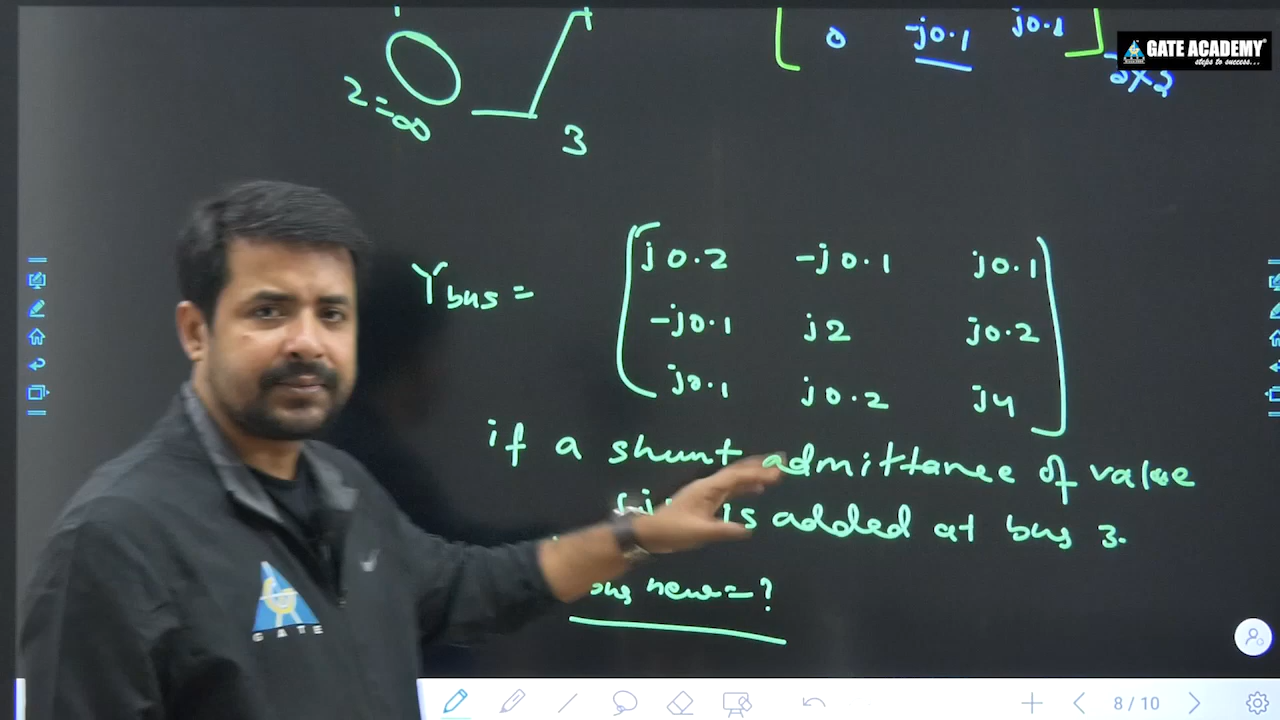 0 -j0.1 j0.1
GATE ACADEMY
steps to success...
2 = ∞
3
Ybus =
j0.2 -j0.1 j0.1
-j0.1 j2 j0.2
j0.1 j0.2 j4
if a shunt admittance of value
is added at bus 3.
new = ?
GATE
8 / 10